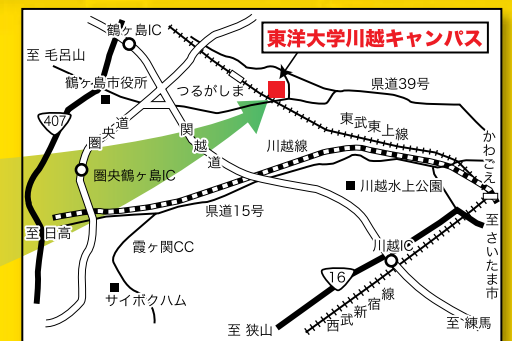 鶴ヶ島IC
東洋大学川越キャンパス
至 毛呂山
鶴ヶ島市役所
つるがしま
県道39号
407
圏央道
関越道
東武東上線
川越線
かわごえ
圏央鶴ヶ島IC
川越水上公園
県道15号
至日高
至さいたま市
霞ヶ関CC
川越IC
16
サイボクハム
西武新宿線
至 狭山
至 練馬